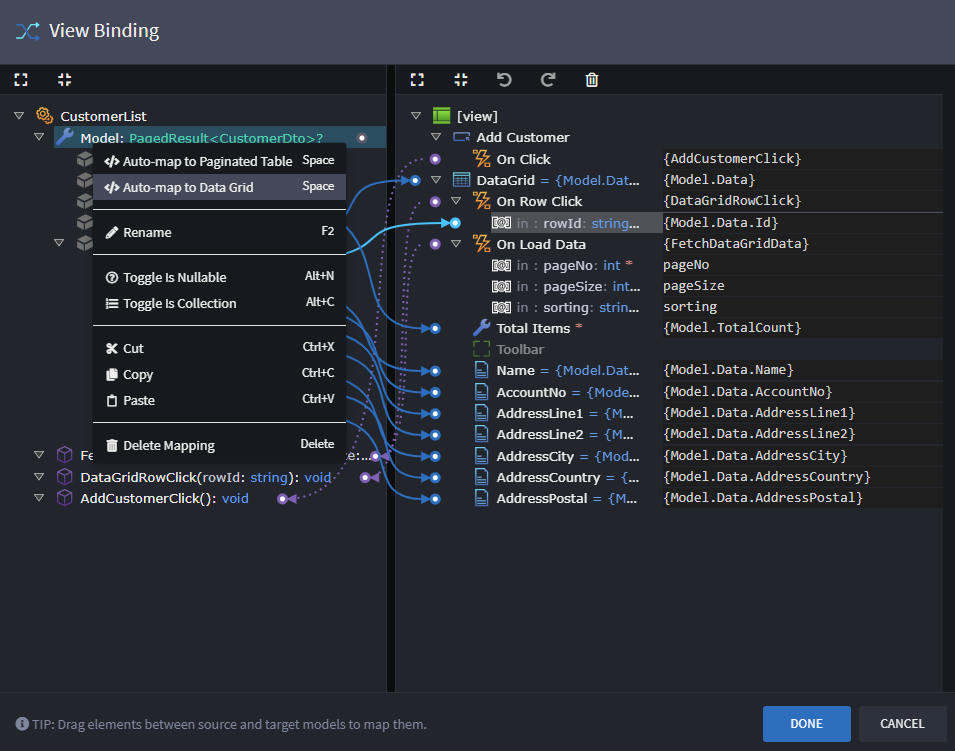 View Binding
CustomerList
Model: PagedResult<CustomerDto>?
Auto-map to Paginated Table Space
Auto-map to Data Grid Space
Rename F2
Toggle Is Nullable Alt+N
Toggle Is Collection Alt+C
Cut Ctrl+X
Copy Ctrl+C
Paste Ctrl+V
Delete Mapping Delete
DataGridRowClick(rowId: string): void
AddCustomerClick(): void
[view]
Add Customer
On Click {AddCustomerClick}
DataGrid = {Model.Dat... {Model.Data}
On Row Click {DataGridRowClick}
in : rowId: string... {Model.Data.Id}
On Load Data {FetchDataGridData}
in : pageNo: int * pageNo
in : pageSize: int... pageSize
in : sorting: strin... sorting
Total Items * {Model.TotalCount}
Toolbar
Name = {Model.Dat... {Model.Data.Name}
AccountNo = {Mode... {Model.Data.AccountNo}
AddressLine1 = {M... {Model.Data.AddressLine1}
AddressLine2 = {M... {Model.Data.AddressLine2}
AddressCity = {Mod... {Model.Data.AddressCity}
AddressCountry = {... {Model.Data.AddressCountry}
AddressPostal = {M... {Model.Data.AddressPostal}
TIP: Drag elements between source and target models to map them.
DONE
CANCEL